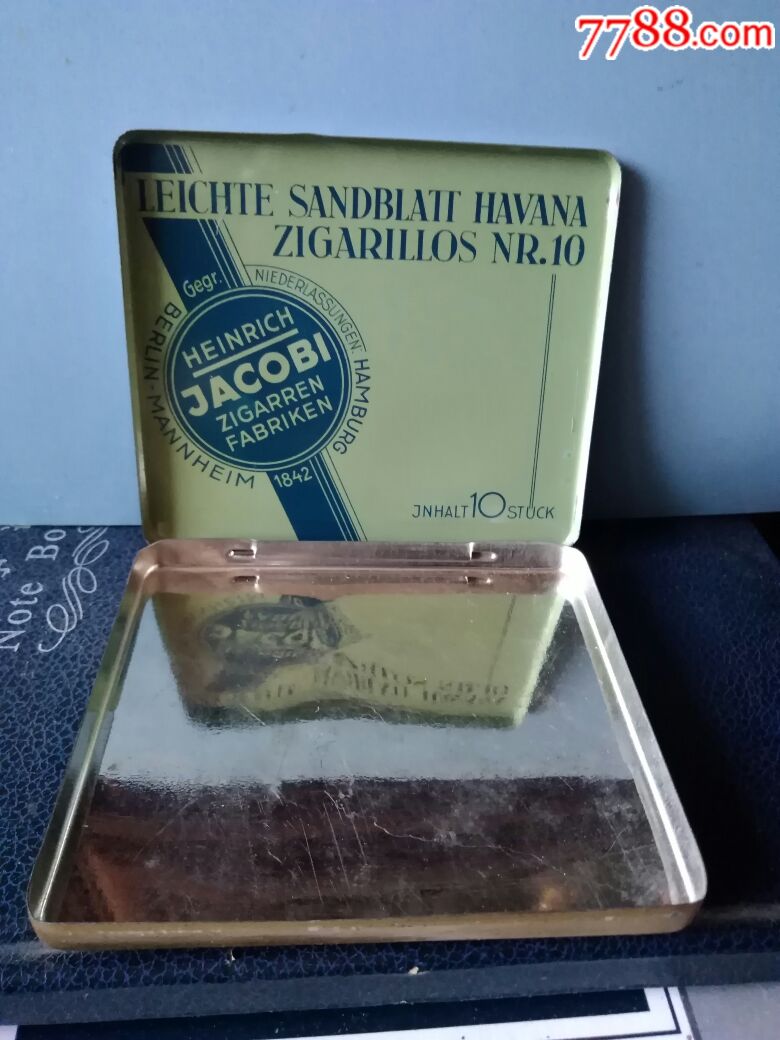 7788.com
LEICHTE SANDBLATT HAVANA
ZIGARILLOS NR.10
Gegr.
NIEDERLASSUNGEN: HAMBURG
BERLIN-MANNHEIM
HEINRICH
JACOBI
ZIGARREN
FABRIKEN
1842
JNHALT 10 STÜCK
Note Bo